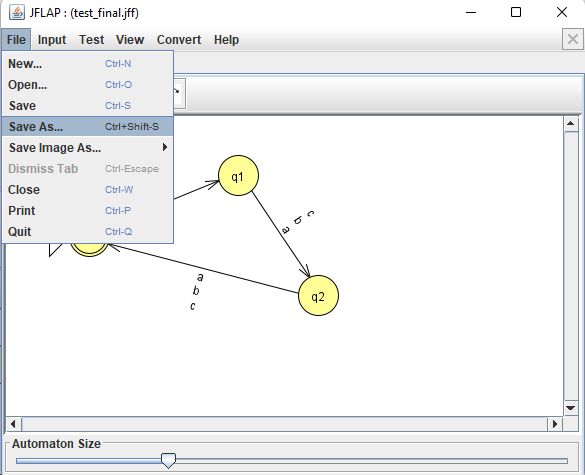 JFLAP : (test_final.jff)
File Input Test View Convert Help
New... Ctrl-N
Open... Ctrl-O
Save Ctrl-S
Save As... Ctrl+Shift-S
Save Image As...
Dismiss Tab Ctrl-Escape
Close Ctrl-W
Print Ctrl-P
Quit Ctrl-Q
q1
c
b
a
a
b
c
q2
Automaton Size